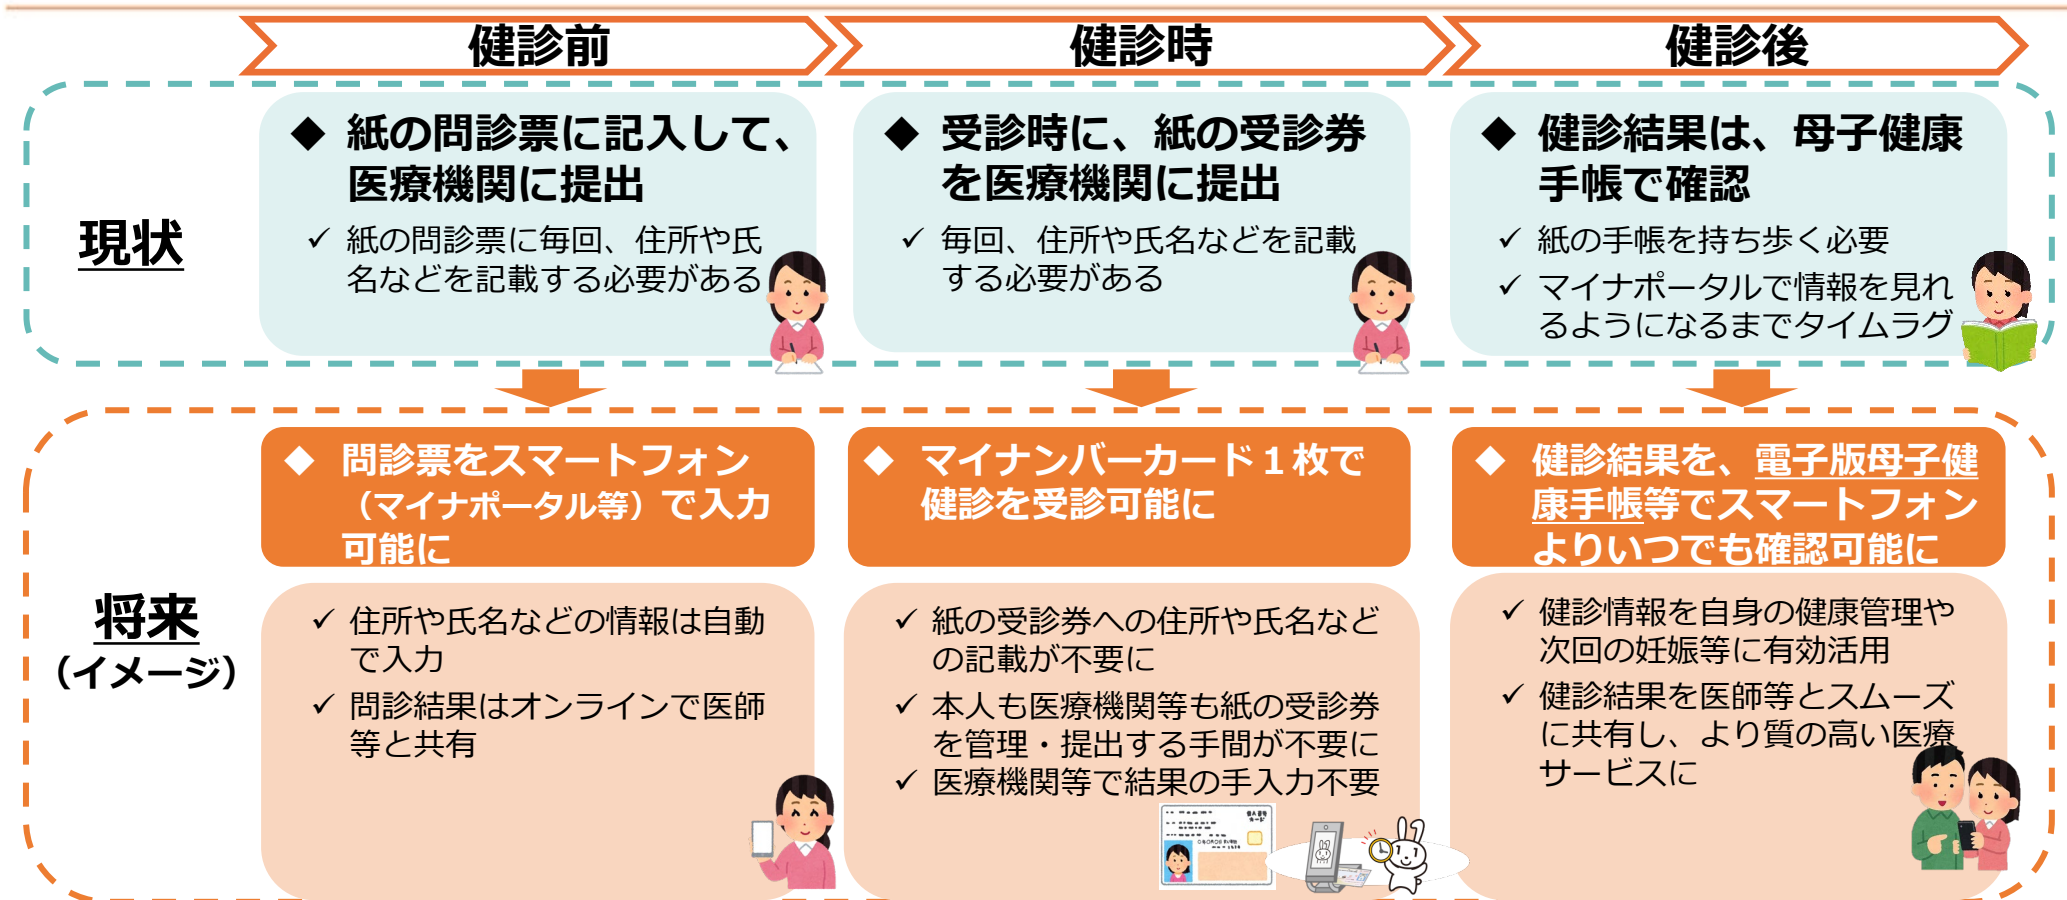 健診前
健診時
健診後
現状
◆ 紙の問診票に記入して、
医療機関に提出
✓ 紙の問診票に毎回、住所や氏
名などを記載する必要がある
◆ 受診時に、紙の受診券
を医療機関に提出
✓ 毎回、住所や氏名などを記載
する必要がある
◆ 健診結果は、母子健康
手帳で確認
✓ 紙の手帳を持ち歩く必要
✓ マイナポータルで情報を見れ
るようになるまでタイムラグ
将来
（イメージ）
◆ 問診票をスマートフォン
（マイナポータル等）で入力
可能に
✓ 住所や氏名などの情報は自動
で入力
✓ 問診結果はオンラインで医師
等と共有
◆ マイナンバーカード１枚で
健診を受診可能に
✓ 紙の受診券への住所や氏名など
の記載が不要に
✓ 本人も医療機関等も紙の受診券
を管理・提出する手間が不要に
✓ 医療機関等で結果の手入力不要
個人番号
カード
◆ 健診結果を、電子版母子健
康手帳等でスマートフォン
よりいつでも確認可能に
✓ 健診情報を自身の健康管理や
次回の妊娠等に有効活用
✓ 健診結果を医師等とスムーズ
に共有し、より質の高い医療
サービスに